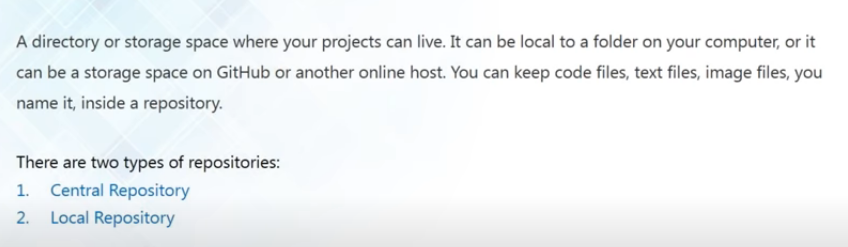 A directory or storage space where your projects can live. It can be local to a folder on your computer, or it
can be a storage space on GitHub or another online host. You can keep code files, text files, image files, you
name it, inside a repository.
There are two types of repositories:
1. Central Repository
2. Local Repository